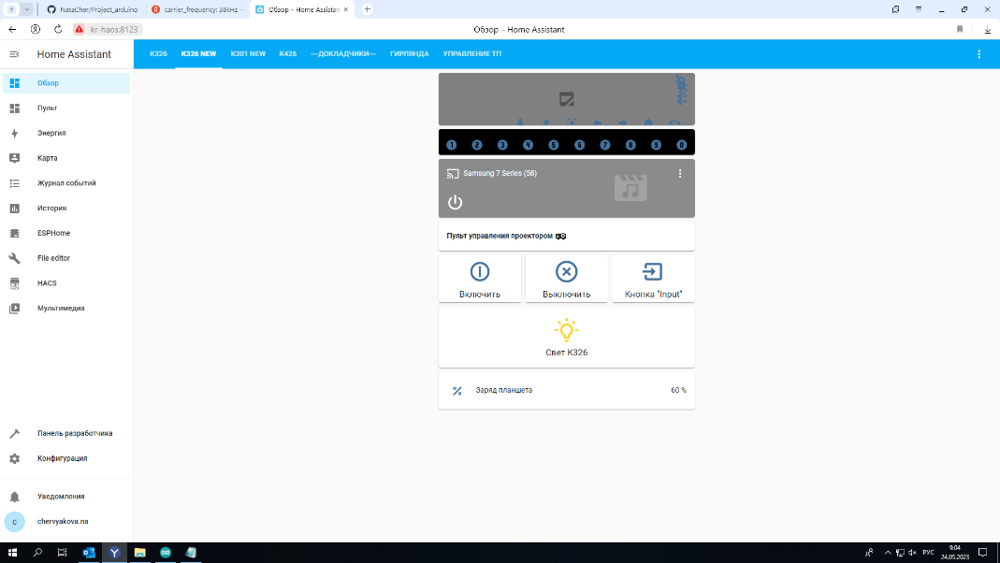 3
NataCher/Project_arduino
carrier_frequency: 38kHz –
Обзор – Home Assistant
kr-haos:8123
Обзор – Home Assistant
Home Assistant
K326
K326 NEW
K301 NEW
K426
---ДОКЛАДЧИКИ---
ГИРЛЯНДА
УПРАВЛЕНИЕ ТП
Обзор
Пульт
Энергия
Карта
Журнал событий
История
ESPHome
File editor
HACS
Мультимедиа
Панель разработчика
Конфигурация
Уведомления
c
chervyakova.na
1 2 3 4 5 6 7 8 9 0
Samsung 7 Series (58)
Пульт управления проектором
Включить
Выключить
Кнопка "Input"
Свет К326
Заряд планшета
60 %
РУС
9:04
24.05.2023